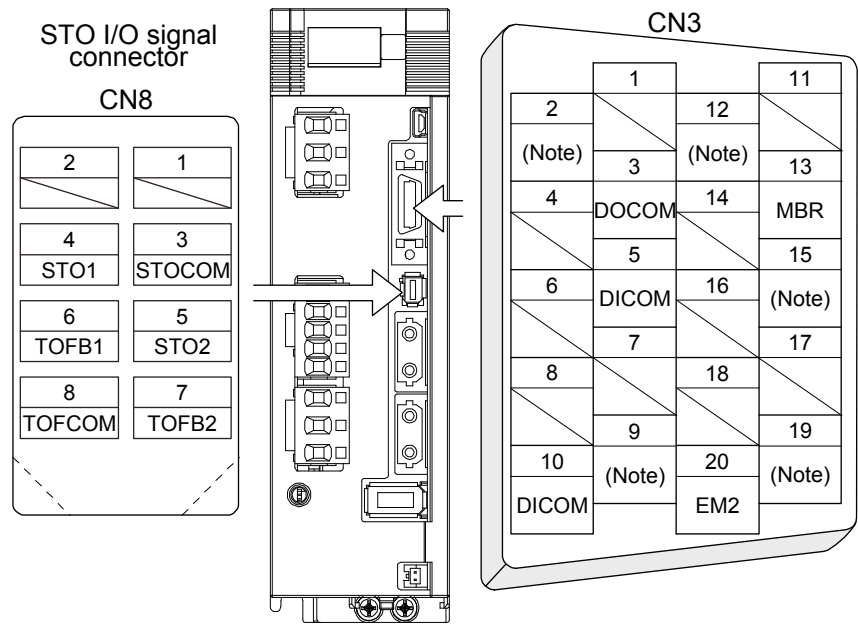 STO I/O signal
connector
CN8
2 1
4 3
STO1 STOCOM
6 5
TOFB1 STO2
8 7
TOFCOM TOFB2
CN3
1 11
2 12
(Note) (Note)
3 13
DOCOM MBR
4 14
5 15
DICOM (Note)
6 16
7 17
8 18
9 19
(Note) (Note)
10 20
DICOM EM2